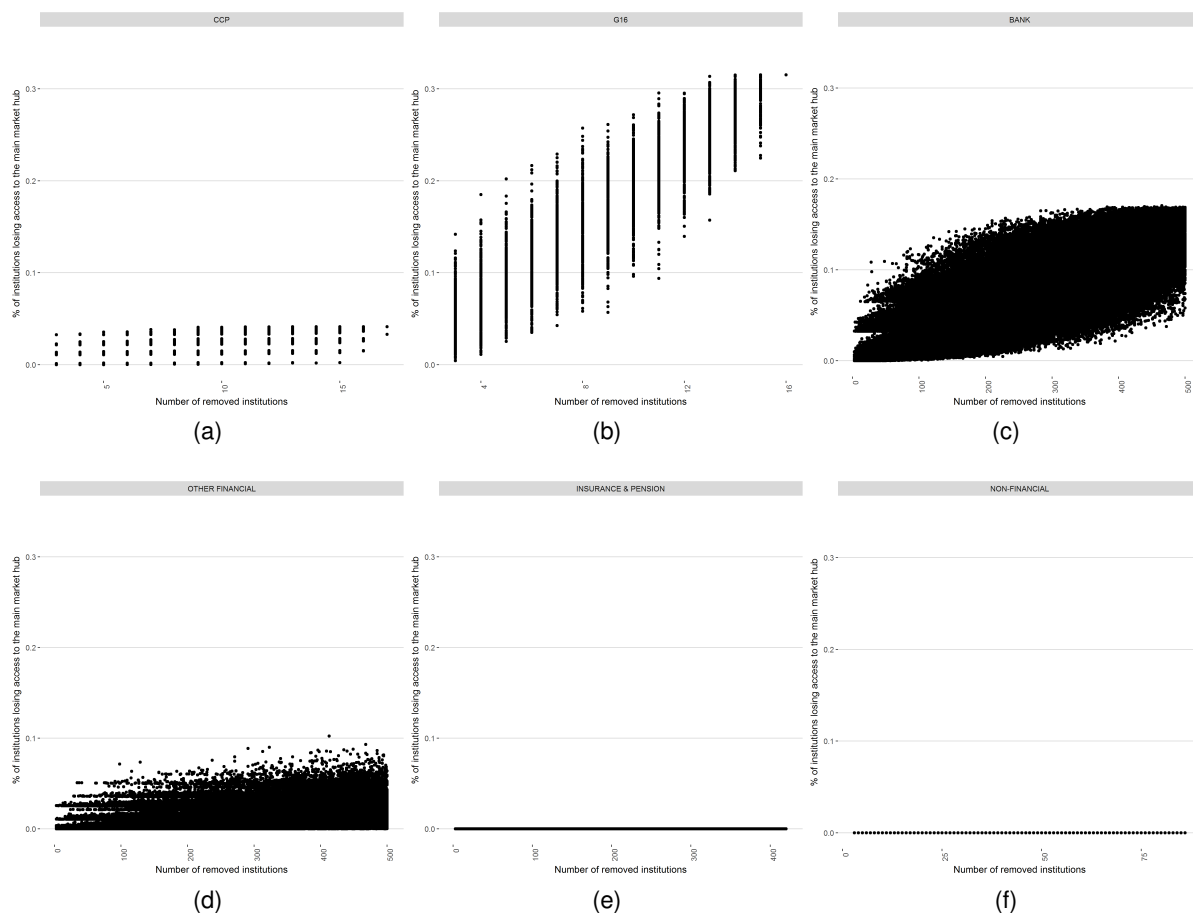 CCP
% of institutions losing access to the main market hub
0.3
0.2
0.1
0.0
5
10
15
Number of removed institutions
(a)
G16
% of institutions losing access to the main market hub
0.3
0.2
0.1
0.0
4
8
12
16
Number of removed institutions
(b)
BANK
% of institutions losing access to the main market hub
0.3
0.2
0.1
0.0
0
100
200
300
400
500
Number of removed institutions
(c)
OTHER FINANCIAL
% of institutions losing access to the main market hub
0.3
0.2
0.1
0.0
0
100
200
300
400
500
Number of removed institutions
(d)
INSURANCE & PENSION
% of institutions losing access to the main market hub
0.3
0.2
0.1
0.0
0
100
200
300
400
Number of removed institutions
(e)
NON-FINANCIAL
% of institutions losing access to the main market hub
0.3
0.2
0.1
0.0
0
25
50
75
Number of removed institutions
(f)